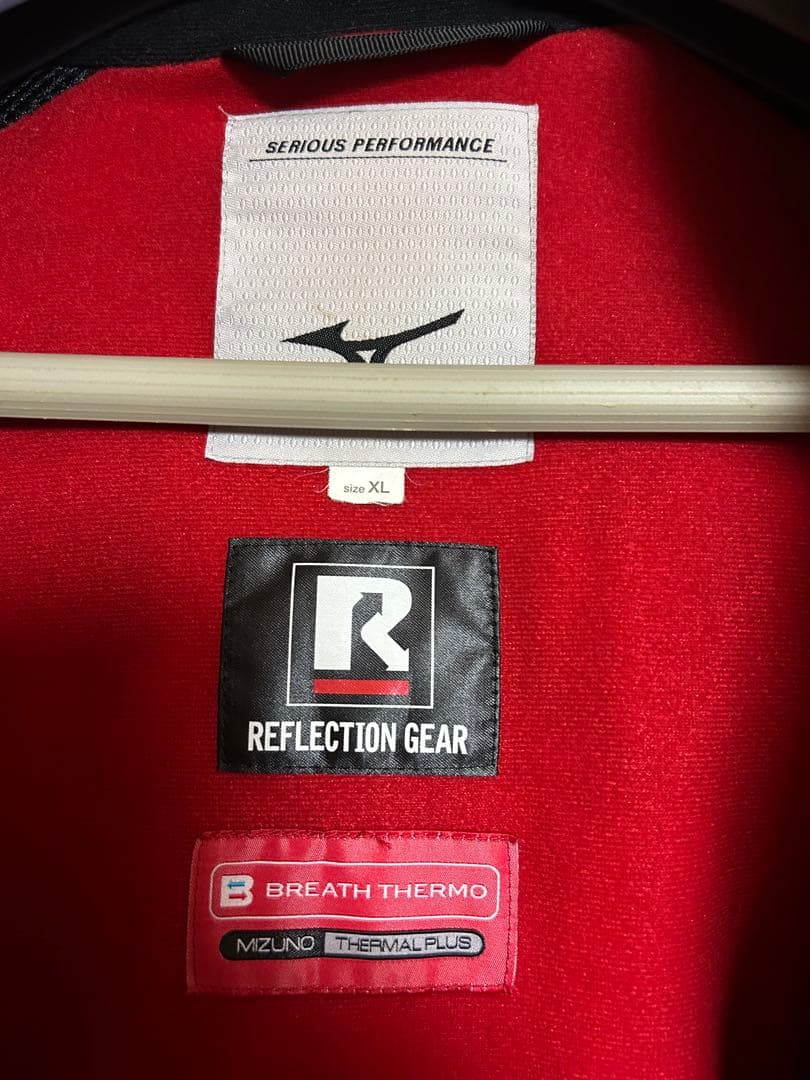 SERIOUS PERFORMANCE
size XL
R
REFLECTION GEAR
B BREATH THERMO
MIZUNO THERMAL PLUS